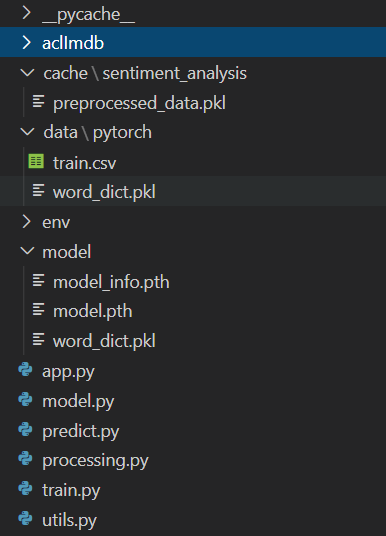 __pycache__
aclImdb
cache\sentiment_analysis
preprocessed_data.pkl
data\pytorch
train.csv
word_dict.pkl
env
model
model_info.pth
model.pth
word_dict.pkl
app.py
model.py
predict.py
processing.py
train.py
utils.py